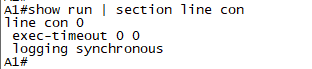 A1#show run | section line con
line con 0
 exec-timeout 0 0
 logging synchronous
A1#